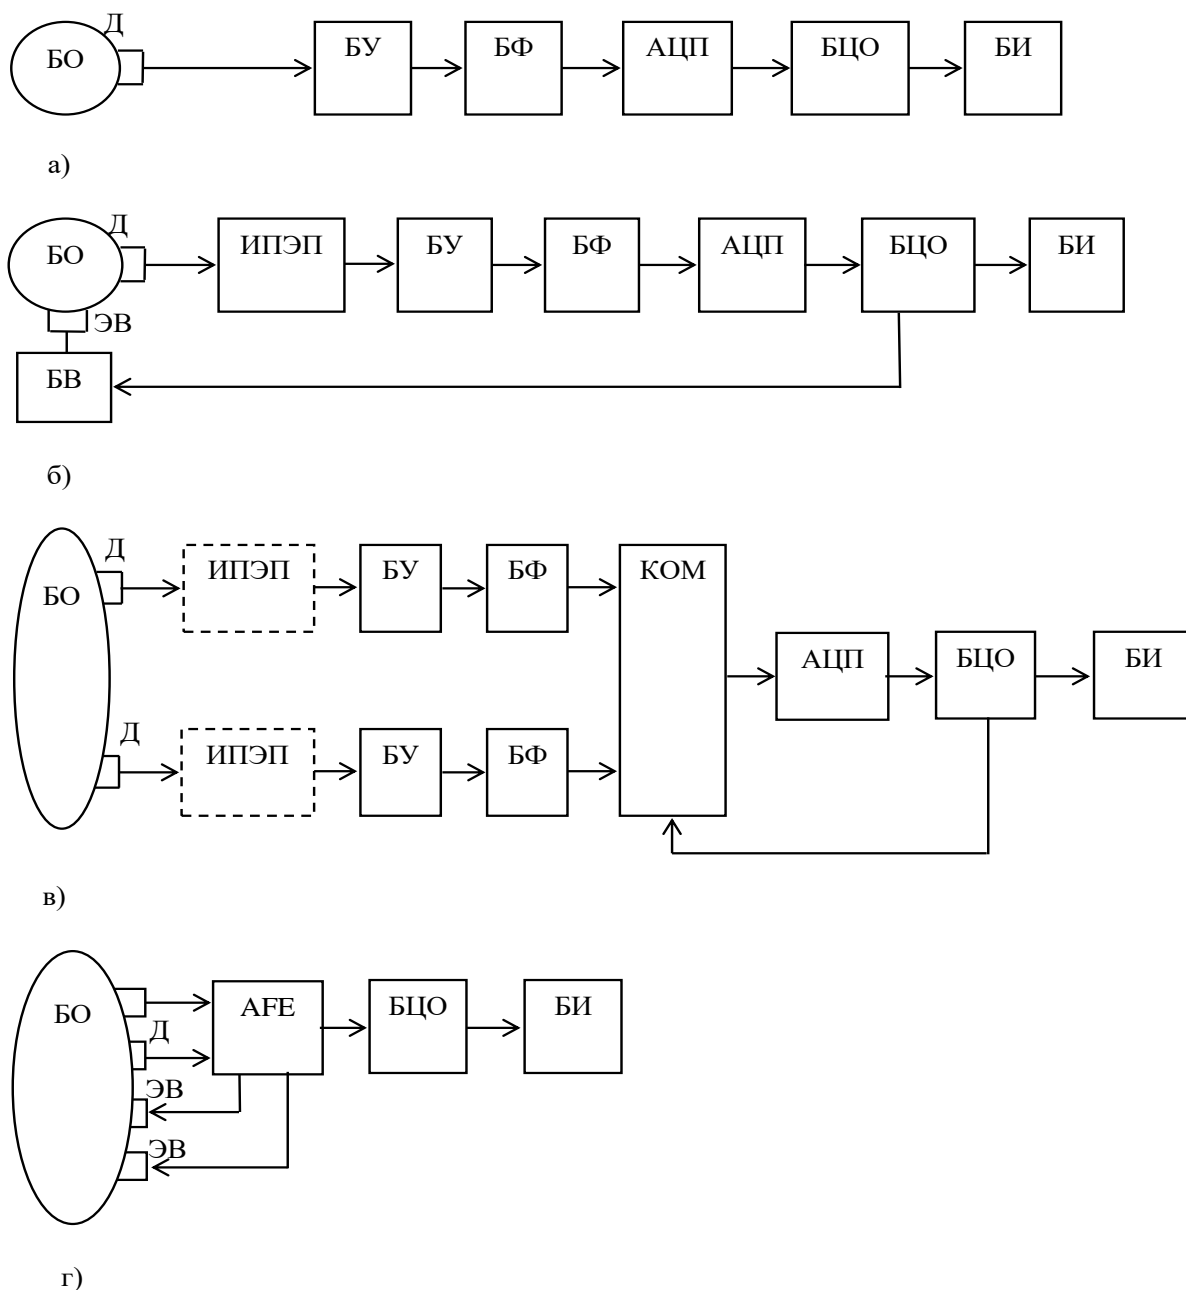 Д
БО БУ БФ АЦП БЦО БИ
а)
Д
БО ИПЭП БУ БФ АЦП БЦО БИ
ЭВ
БВ
б)
Д
БО ИПЭП БУ БФ КОМ
АЦП БЦО БИ
Д
ИПЭП БУ БФ
в)
БО AFE БЦО БИ
Д
ЭВ
ЭВ
г)